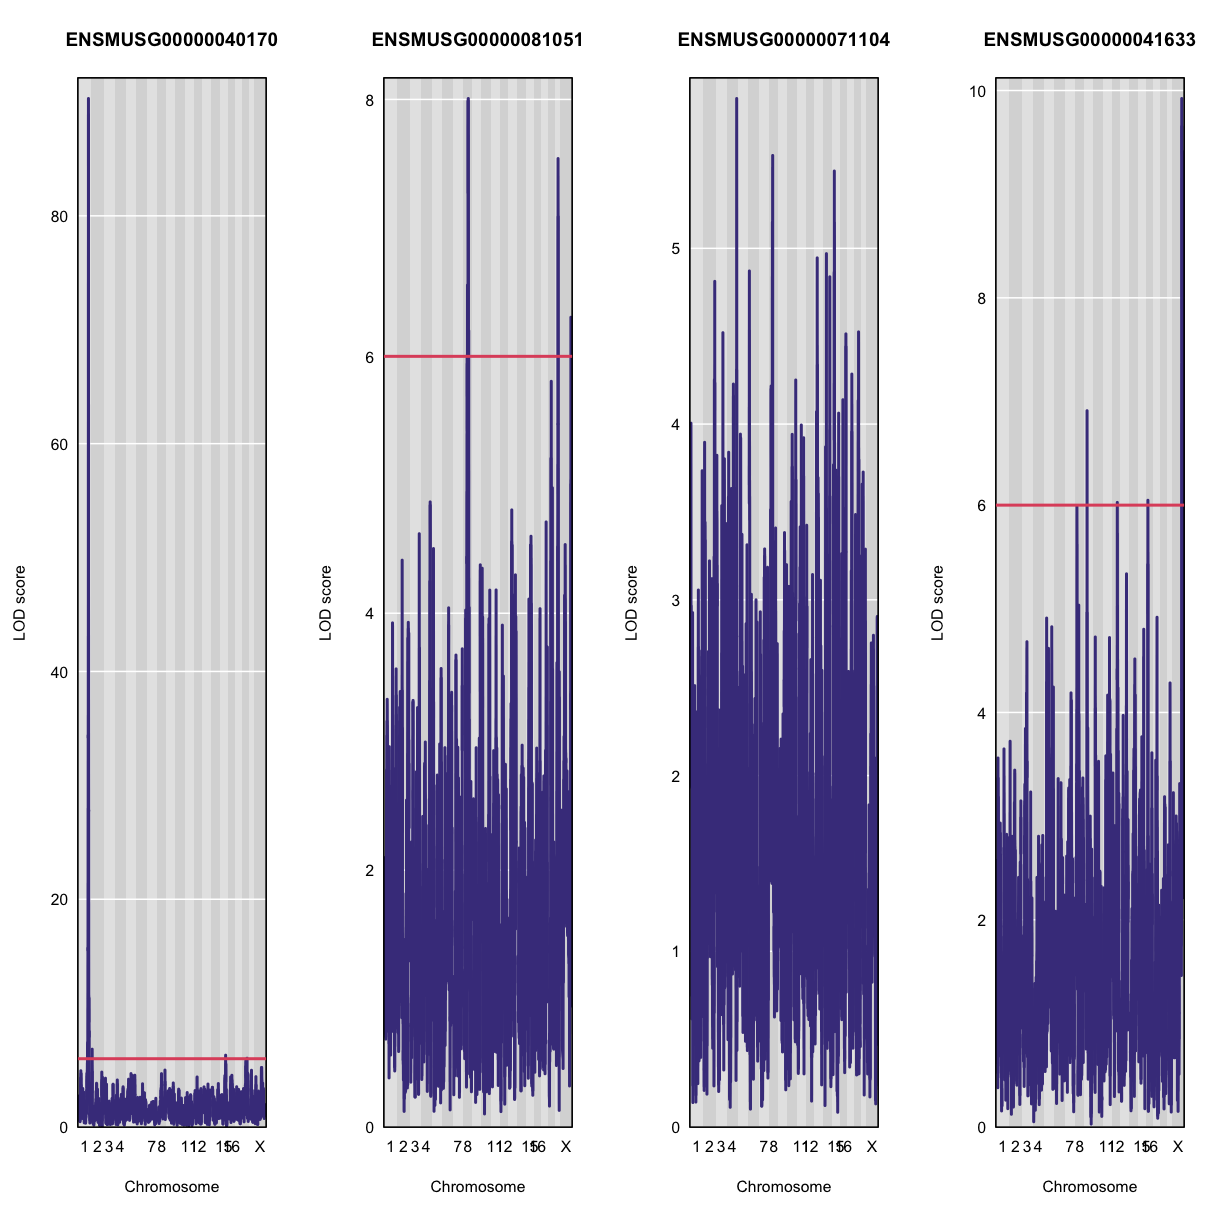 ENSMUSG00000040170
LOD score
80
60
40
20
0
1 2 3 4 7 8 11 12 15 16 X
Chromosome
ENSMUSG00000081051
LOD score
8
6
4
2
0
1 2 3 4 7 8 11 12 15 16 X
Chromosome
ENSMUSG00000071104
LOD score
5
4
3
2
1
0
1 2 3 4 7 8 11 12 15 16 X
Chromosome
ENSMUSG00000041633
LOD score
10
8
6
4
2
0
1 2 3 4 7 8 11 12 15 16 X
Chromosome